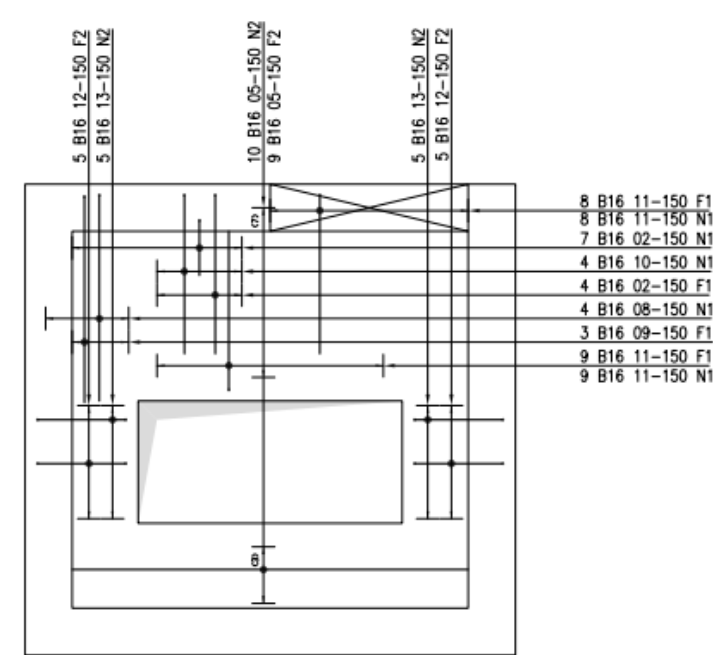 5 B16 12-150 F2
5 B16 13-150 N2
10 B16 05-150 N2
9 B16 05-150 F2
5 B16 13-150 N2
5 B16 12-150 F2
8 B16 11-150 F1
8 B16 11-150 N1
7 B16 02-150 N1
4 B16 10-150 N1
4 B16 02-150 F1
4 B16 08-150 N1
3 B16 09-150 F1
9 B16 11-150 F1
9 B16 11-150 N1